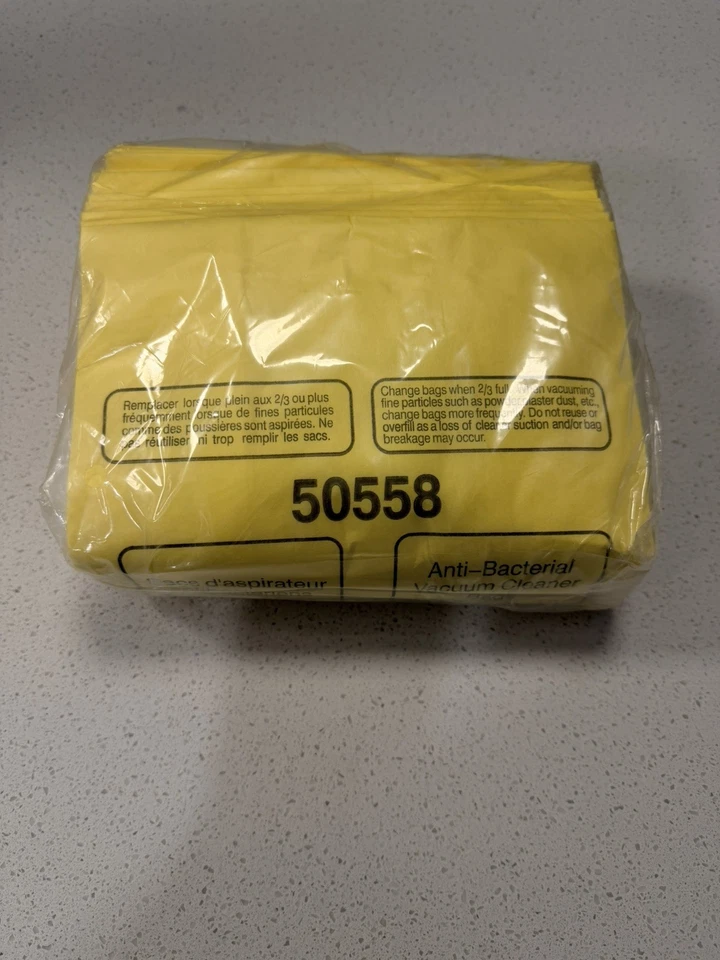 Remplacer lorsque plein aux 2/3 ou plus
fréquemment lorsque de fines particules
comme des poussières sont aspirées. Ne
pas réutiliser ni trop remplir les sacs.
Change bags when 2/3 full. When vacuuming
fine particles such as powder, plaster dust, etc.,
change bags more frequently. Do not reuse or
overfill as a loss of cleaner suction and/or bag
breakage may occur.
50558
Sacs d'aspirateur
Anti-Bacterial
Vacuum Cleaner